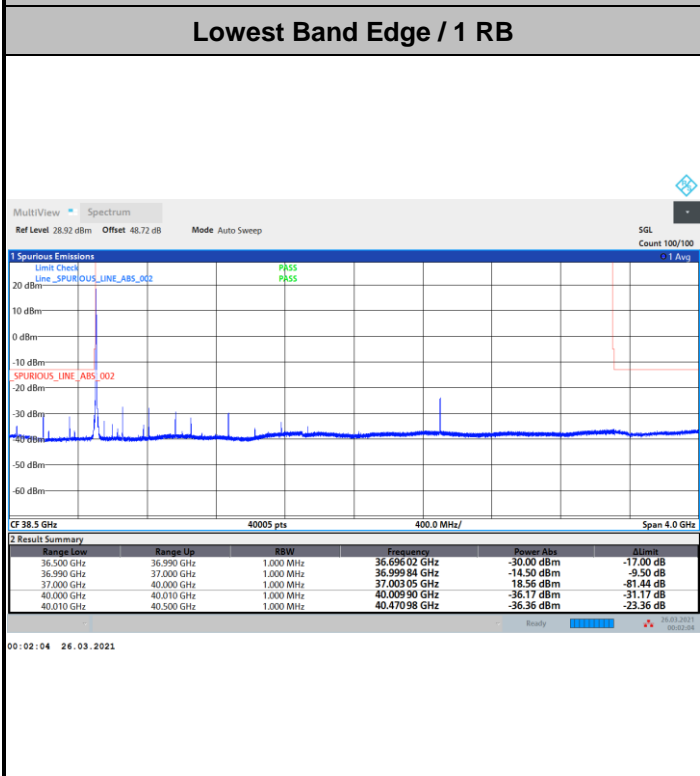 Lowest Band Edge / 1 RB
MultiView Spectrum
Ref Level 28.92 dBm Offset 48.72 dB Mode Auto Sweep SGL
Count 100/100
1 Spurious Emissions 1 Avg
Limit Check PASS
Line _SPURIOUS_LINE_ABS_002 PASS
20 dBm
10 dBm
0 dBm
-10 dBm
SPURIOUS_LINE_ABS_002
-20 dBm
-30 dBm
-40 dBm
-50 dBm
-60 dBm
CF 38.5 GHz 40005 pts 400.0 MHz/ Span 4.0 GHz
2 Result Summary
Range Low Range Up RBW Frequency Power Abs ΔLimit
36.500 GHz 36.990 GHz 1.000 MHz 36.696 02 GHz -30.00 dBm -17.00 dB
36.990 GHz 37.000 GHz 1.000 MHz 36.999 84 GHz -14.50 dBm -9.50 dB
37.000 GHz 40.000 GHz 1.000 MHz 37.003 05 GHz 18.56 dBm -81.44 dB
40.000 GHz 40.010 GHz 1.000 MHz 40.009 90 GHz -36.17 dBm -31.17 dB
40.010 GHz 40.500 GHz 1.000 MHz 40.470 98 GHz -36.36 dBm -23.36 dB
Ready 26.03.2021
00:02:04
00:02:04 26.03.2021